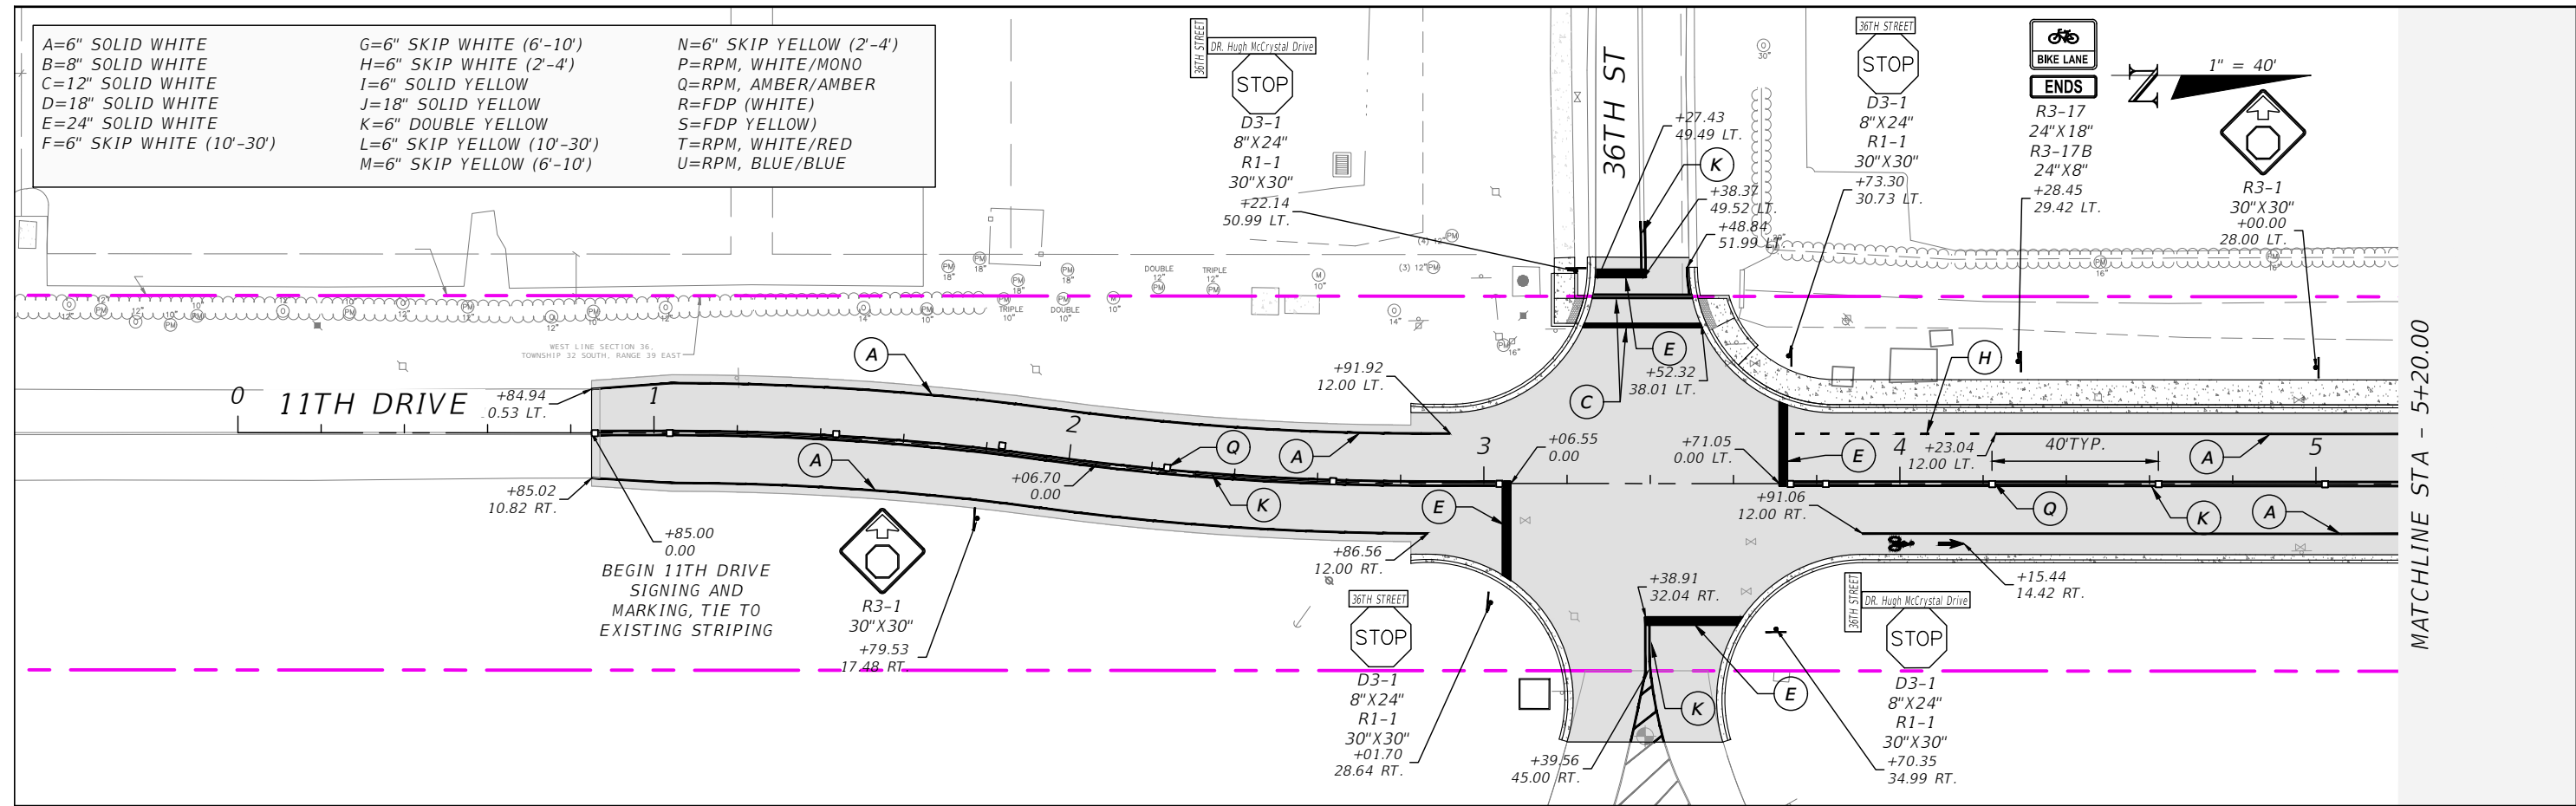 A=6" SOLID WHITE
B=8" SOLID WHITE
C=12" SOLID WHITE
D=18" SOLID WHITE
E=24" SOLID WHITE
F=6" SKIP WHITE (10'-30')
G=6" SKIP WHITE (6'-10')
H=6" SKIP WHITE (2'-4')
I=6" SOLID YELLOW
J=18" SOLID YELLOW
K=6" DOUBLE YELLOW
L=6" SKIP YELLOW (10'-30')
M=6" SKIP YELLOW (6'-10')
N=6" SKIP YELLOW (2'-4')
P=RPM, WHITE/MONO
Q=RPM, AMBER/AMBER
R=FDP (WHITE)
S=FDP YELLOW)
T=RPM, WHITE/RED
U=RPM, BLUE/BLUE
36TH STREET
DR. Hugh McCrystal Drive
STOP
D3-1
8"X24"
R1-1
30"X30"
+22.14
50.99 LT.
36TH ST
+27.43
49.49 LT.
K
+38.37
49.52 LT.
+48.84
51.99 LT.
36TH STREET
STOP
D3-1
8"X24"
R1-1
30"X30"
+73.30
30.73 LT.
BIKE LANE
ENDS
R3-17
24"X18"
R3-17B
24"X8"
+28.45
29.42 LT.
N
1" = 40'
R3-1
30"X30"
+00.00
28.00 LT.
MATCHLINE STA - 5+20.00
WEST LINE SECTION 36,
TOWNSHIP 32 SOUTH, RANGE 39 EAST
DOUBLE
12"
TRIPLE
12"
TRIPLE
10"
DOUBLE
10"
(4) 12"
(3) 12"
30"
0
11TH DRIVE
+84.94
0.53 LT.
1
A
2
Q
A
+91.92
12.00 LT.
3
+06.55
0.00
E
C
+52.32
38.01 LT.
+71.05
0.00 LT.
E
H
4
+23.04
12.00 LT.
40'TYP.
A
5
A
+06.70
0.00
K
E
+91.06
12.00 RT.
Q
K
A
+85.02
10.82 RT.
+85.00
0.00
BEGIN 11TH DRIVE
SIGNING AND
MARKING, TIE TO
EXISTING STRIPING
R3-1
30"X30"
+79.53
17.48 RT.
+86.56
12.00 RT.
36TH STREET
STOP
D3-1
8"X24"
R1-1
30"X30"
+01.70
28.64 RT.
+38.91
32.04 RT.
K
E
+39.56
45.00 RT.
36TH STREET
DR. Hugh McCrystal Drive
STOP
D3-1
8"X24"
R1-1
30"X30"
+70.35
34.99 RT.
+15.44
14.42 RT.